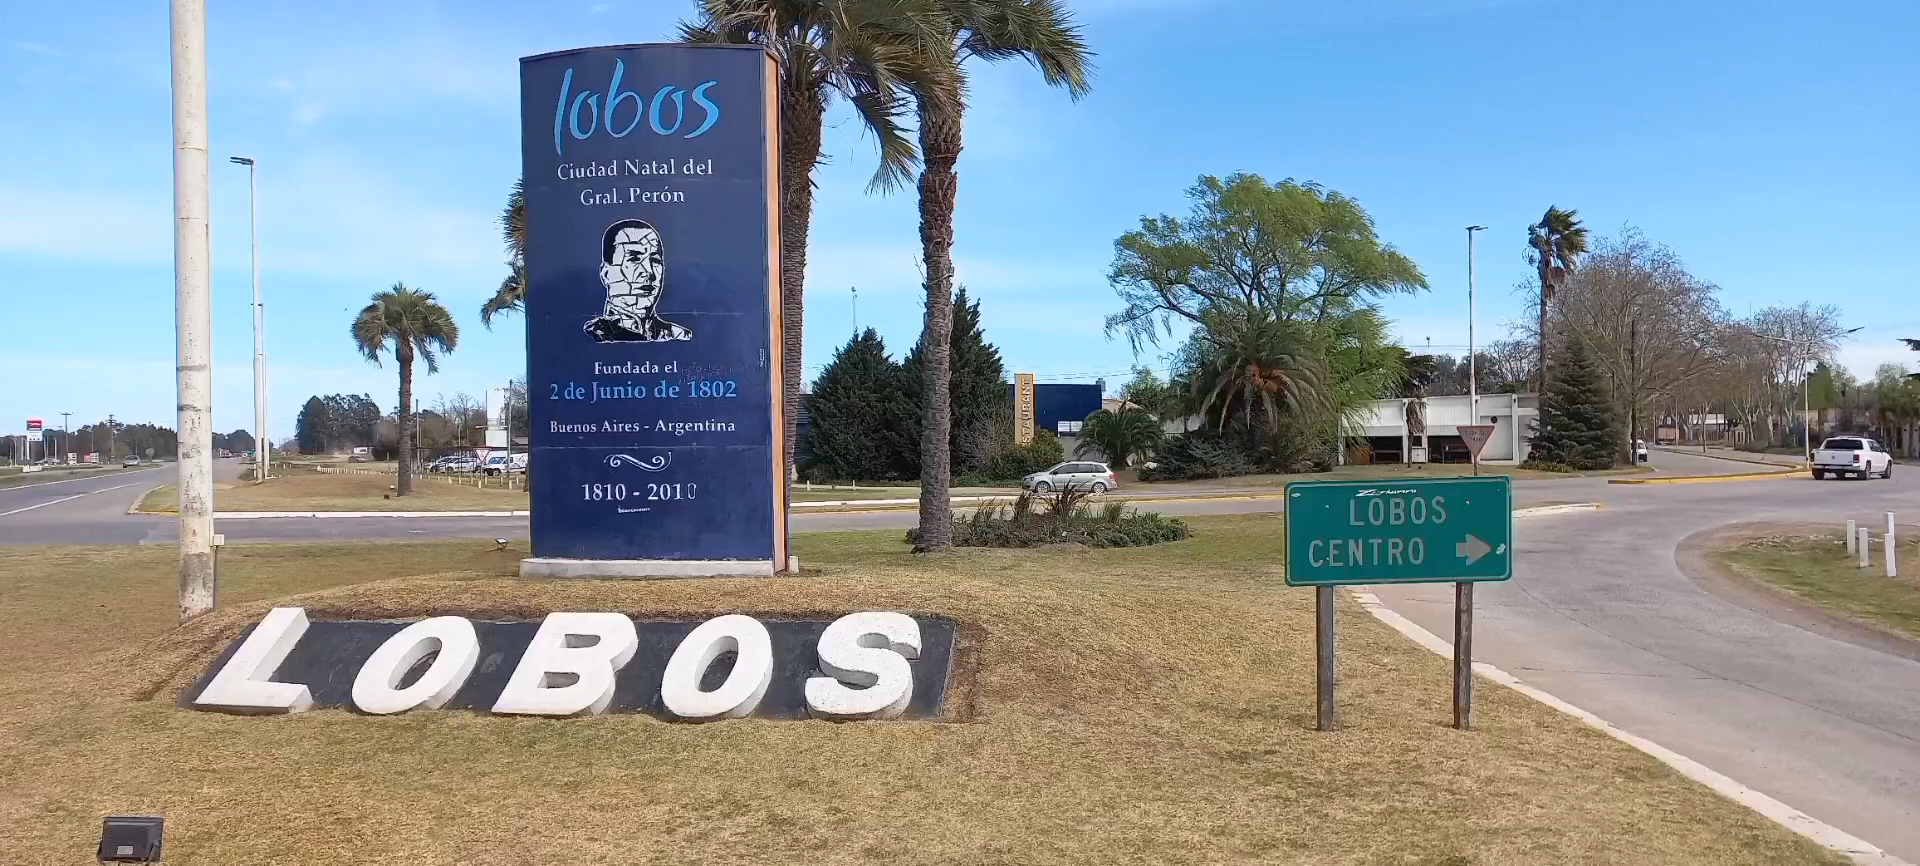 lobos
Ciudad Natal del
Gral. Perón
Fundada el
2 de Junio de 1802
Buenos Aires - Argentina
1810 - 2010
LOBOS
LOBOS
CENTRO
STAURANT